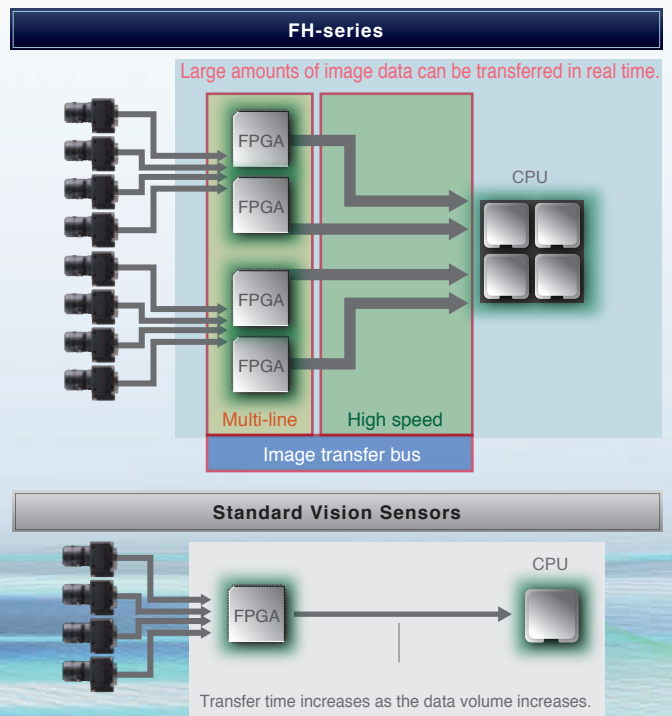 FH-series
Large amounts of image data can be transferred in real time.
FPGA
CPU
FPGA
FPGA
FPGA
Multi-line
High speed
Image transfer bus
Standard Vision Sensors
CPU
FPGA
Transfer time increases as the data volume increases.